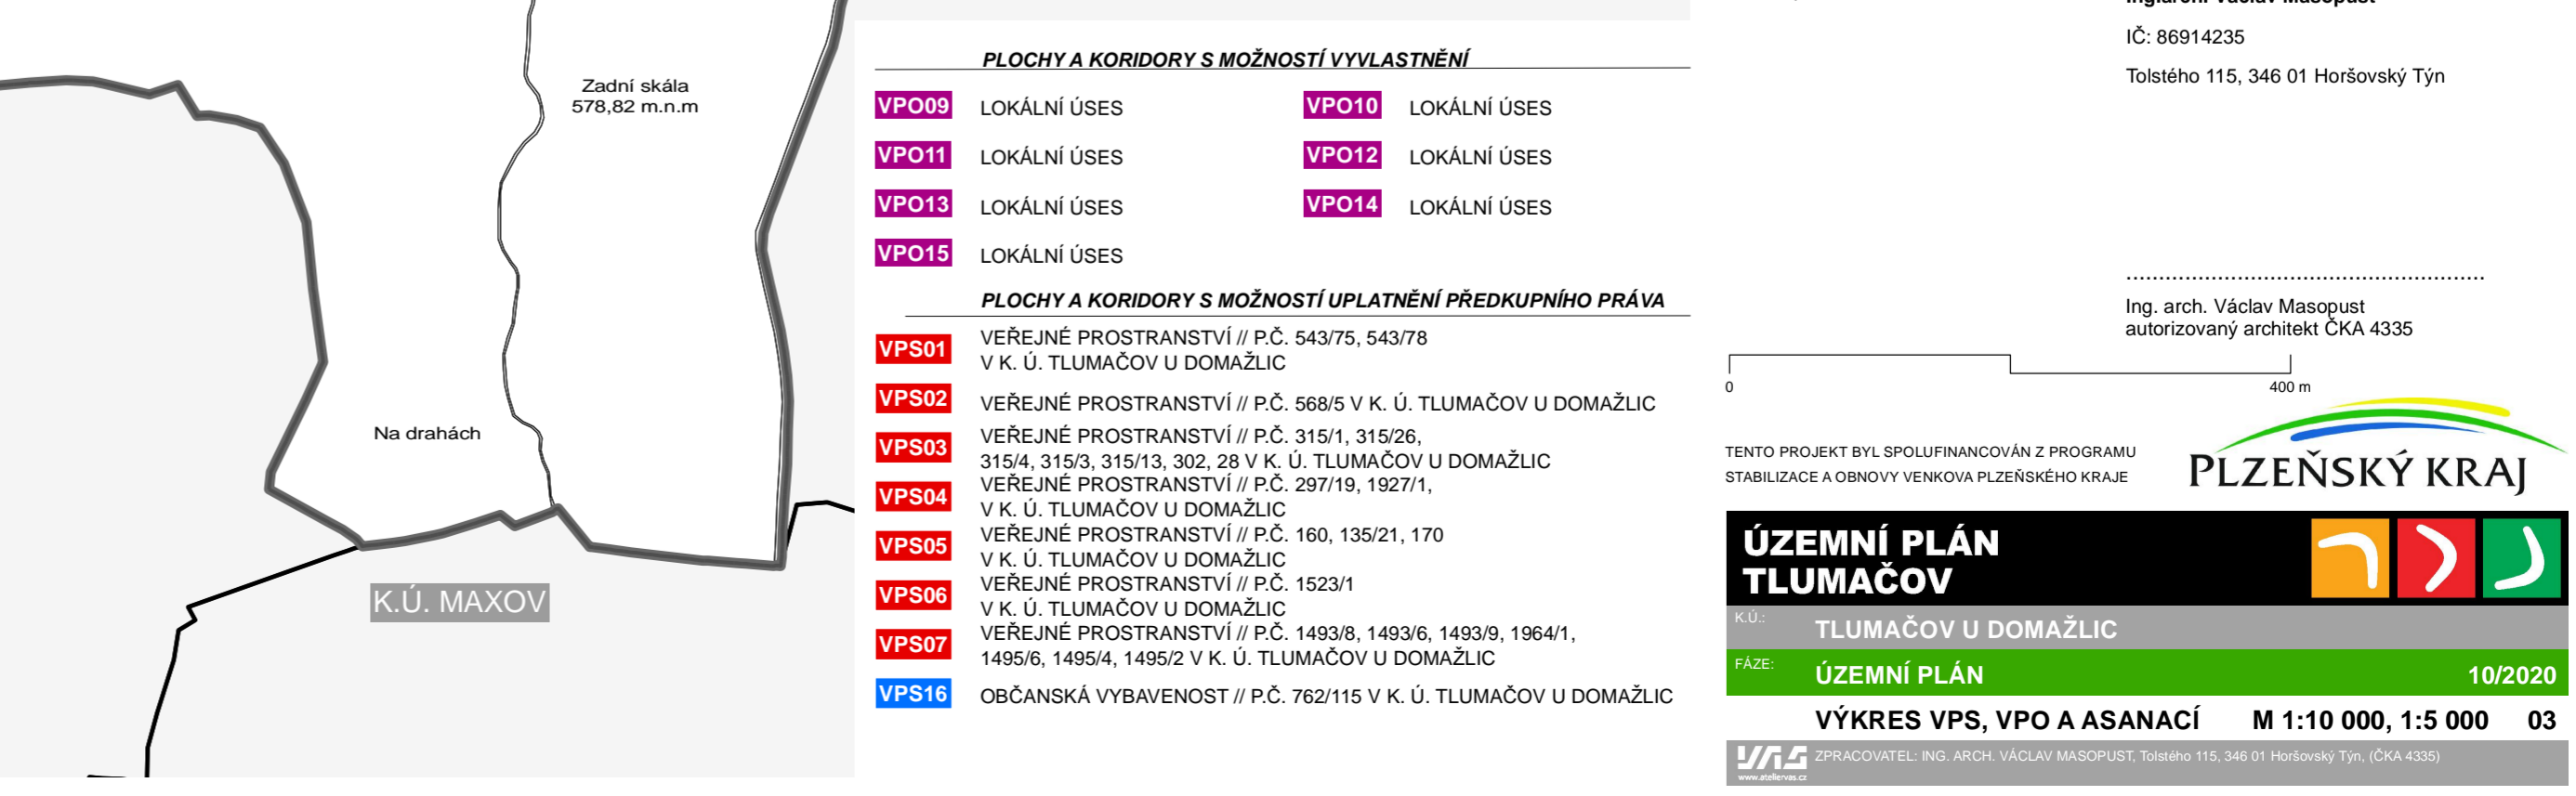 Zadní skála
578,82 m.n.m
Na drahách
K.Ú. MAXOV
PLOCHY A KORIDORY S MOŽNOSTÍ VYVLASTNĚNÍ
VPO09 LOKÁLNÍ ÚSES VPO10 LOKÁLNÍ ÚSES
VPO11 LOKÁLNÍ ÚSES VPO12 LOKÁLNÍ ÚSES
VPO13 LOKÁLNÍ ÚSES VPO14 LOKÁLNÍ ÚSES
VPO15 LOKÁLNÍ ÚSES
PLOCHY A KORIDORY S MOŽNOSTÍ UPLATNĚNÍ PŘEDKUPNÍHO PRÁVA
VPS01 VEŘEJNÉ PROSTRANSTVÍ // P.Č. 543/75, 543/78
V K. Ú. TLUMAČOV U DOMAŽLIC
VPS02 VEŘEJNÉ PROSTRANSTVÍ // P.Č. 568/5 V K. Ú. TLUMAČOV U DOMAŽLIC
VPS03 VEŘEJNÉ PROSTRANSTVÍ // P.Č. 315/1, 315/26,
315/4, 315/3, 315/13, 302, 28 V K. Ú. TLUMAČOV U DOMAŽLIC
VPS04 VEŘEJNÉ PROSTRANSTVÍ // P.Č. 297/19, 1927/1,
V K. Ú. TLUMAČOV U DOMAŽLIC
VPS05 VEŘEJNÉ PROSTRANSTVÍ // P.Č. 160, 135/21, 170
V K. Ú. TLUMAČOV U DOMAŽLIC
VPS06 VEŘEJNÉ PROSTRANSTVÍ // P.Č. 1523/1
V K. Ú. TLUMAČOV U DOMAŽLIC
VPS07 VEŘEJNÉ PROSTRANSTVÍ // P.Č. 1493/8, 1493/6, 1493/9, 1964/1,
1495/6, 1495/4, 1495/2 V K. Ú. TLUMAČOV U DOMAŽLIC
VPS16 OBČANSKÁ VYBAVENOST // P.Č. 762/115 V K. Ú. TLUMAČOV U DOMAŽLIC
Ing.arch. Václav Masopust
IČ: 86914235
Tolstého 115, 346 01 Horšovský Týn
.......................................................
Ing. arch. Václav Masopust
autorizovaný architekt ČKA 4335
0 400 m
TENTO PROJEKT BYL SPOLUFINANCOVÁN Z PROGRAMU
STABILIZACE A OBNOVY VENKOVA PLZEŇSKÉHO KRAJE
PLZEŇSKÝ KRAJ
ÚZEMNÍ PLÁN
TLUMAČOV
K.Ú.: TLUMAČOV U DOMAŽLIC
FÁZE: ÚZEMNÍ PLÁN 10/2020
VÝKRES VPS, VPO A ASANACÍ M 1:10 000, 1:5 000 03
VAS ZPRACOVATEL: ING. ARCH. VÁCLAV MASOPUST, Tolstého 115, 346 01 Horšovský Týn, (ČKA 4335)
www.ateliervas.cz